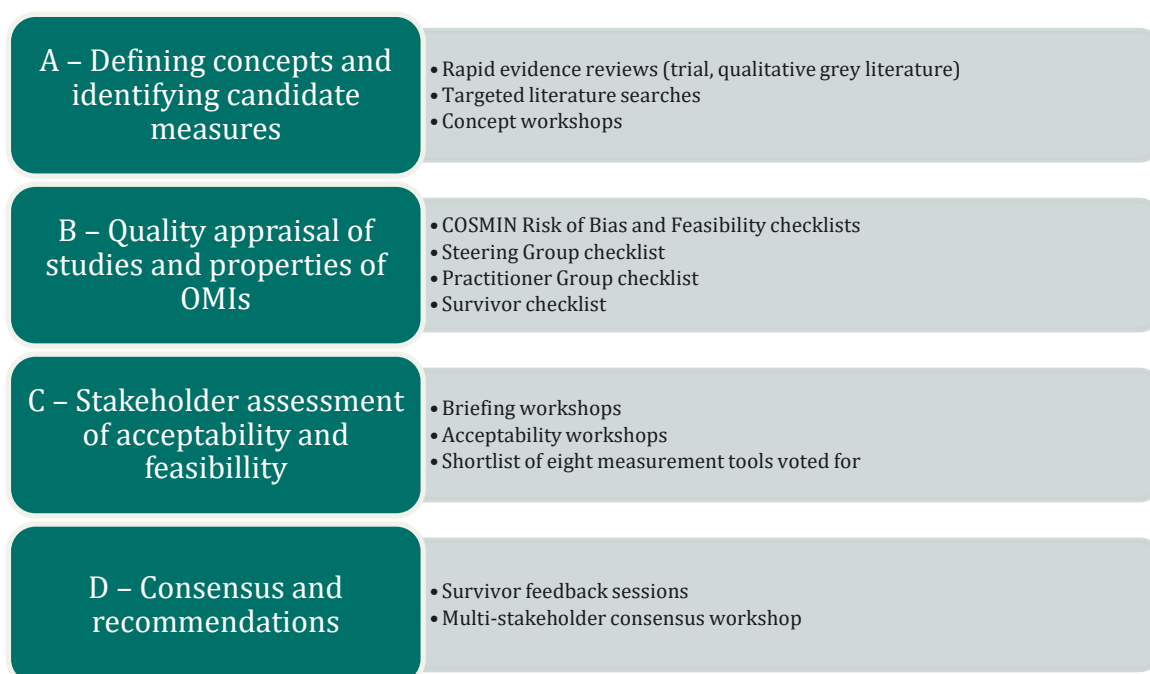 A – Defining concepts and
identifying candidate
measures
• Rapid evidence reviews (trial, qualitative grey literature)
• Targeted literature searches
• Concept workshops
B – Quality appraisal of
studies and properties of
OMIs
• COSMIN Risk of Bias and Feasibility checklists
• Steering Group checklist
• Practitioner Group checklist
• Survivor checklist
C – Stakeholder assessment
of acceptability and
feasibillity
• Briefing workshops
• Acceptability workshops
• Shortlist of eight measurement tools voted for
D – Consensus and
recommendations
• Survivor feedback sessions
• Multi-stakeholder consensus workshop